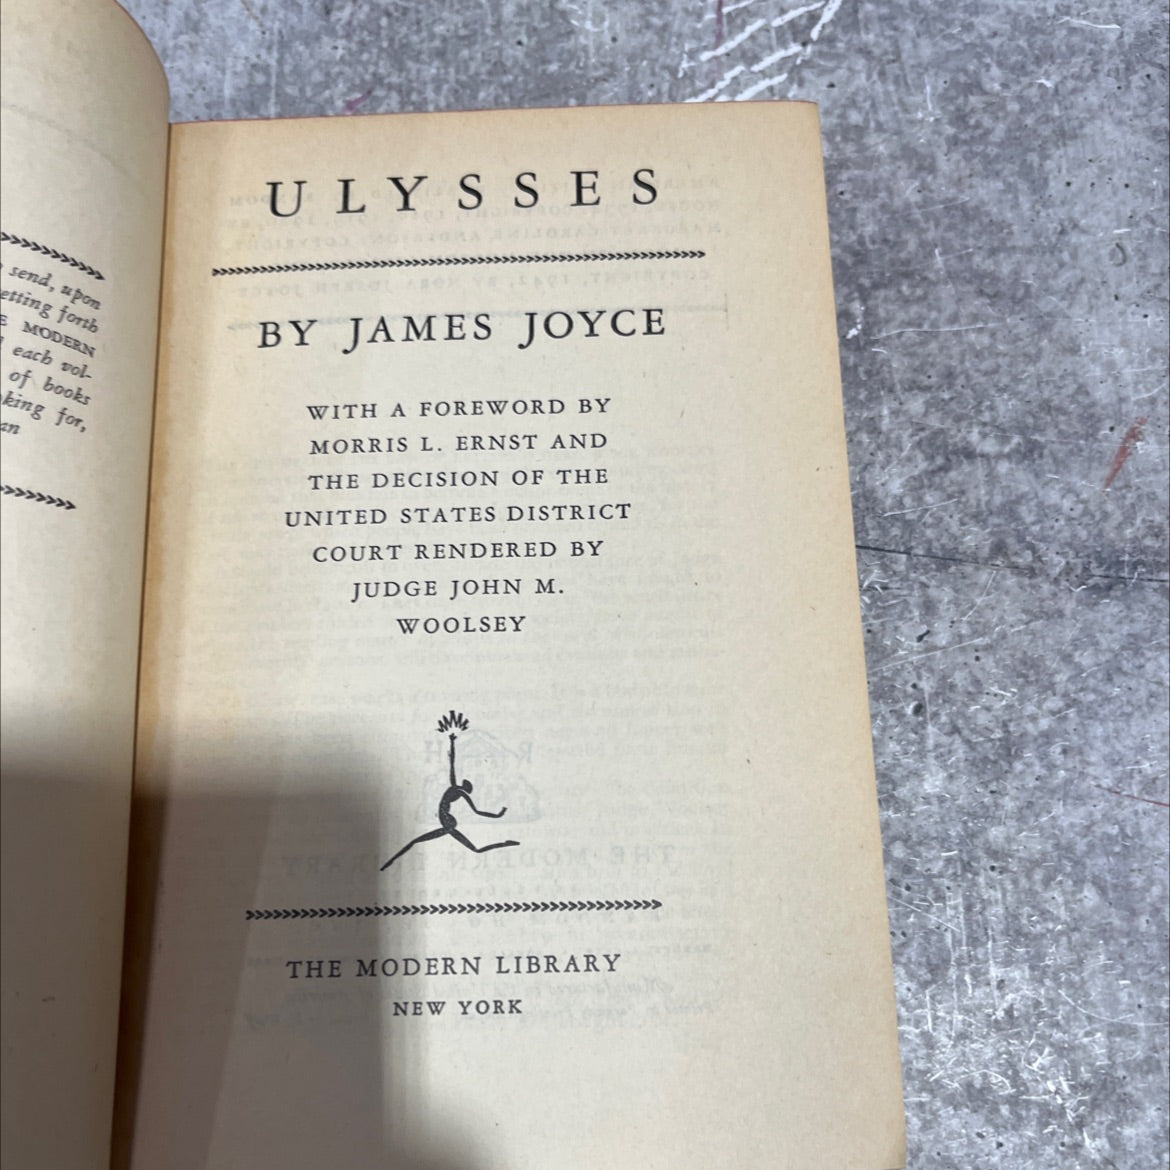 send, upon
etting forth
E MODERN
each vol-
of books
king for,
an
ULYSSES
BY JAMES JOYCE
WITH A FOREWORD BY
MORRIS L. ERNST AND
THE DECISION OF THE
UNITED STATES DISTRICT
COURT RENDERED BY
JUDGE JOHN M.
WOOLSEY
THE MODERN LIBRARY
NEW YORK